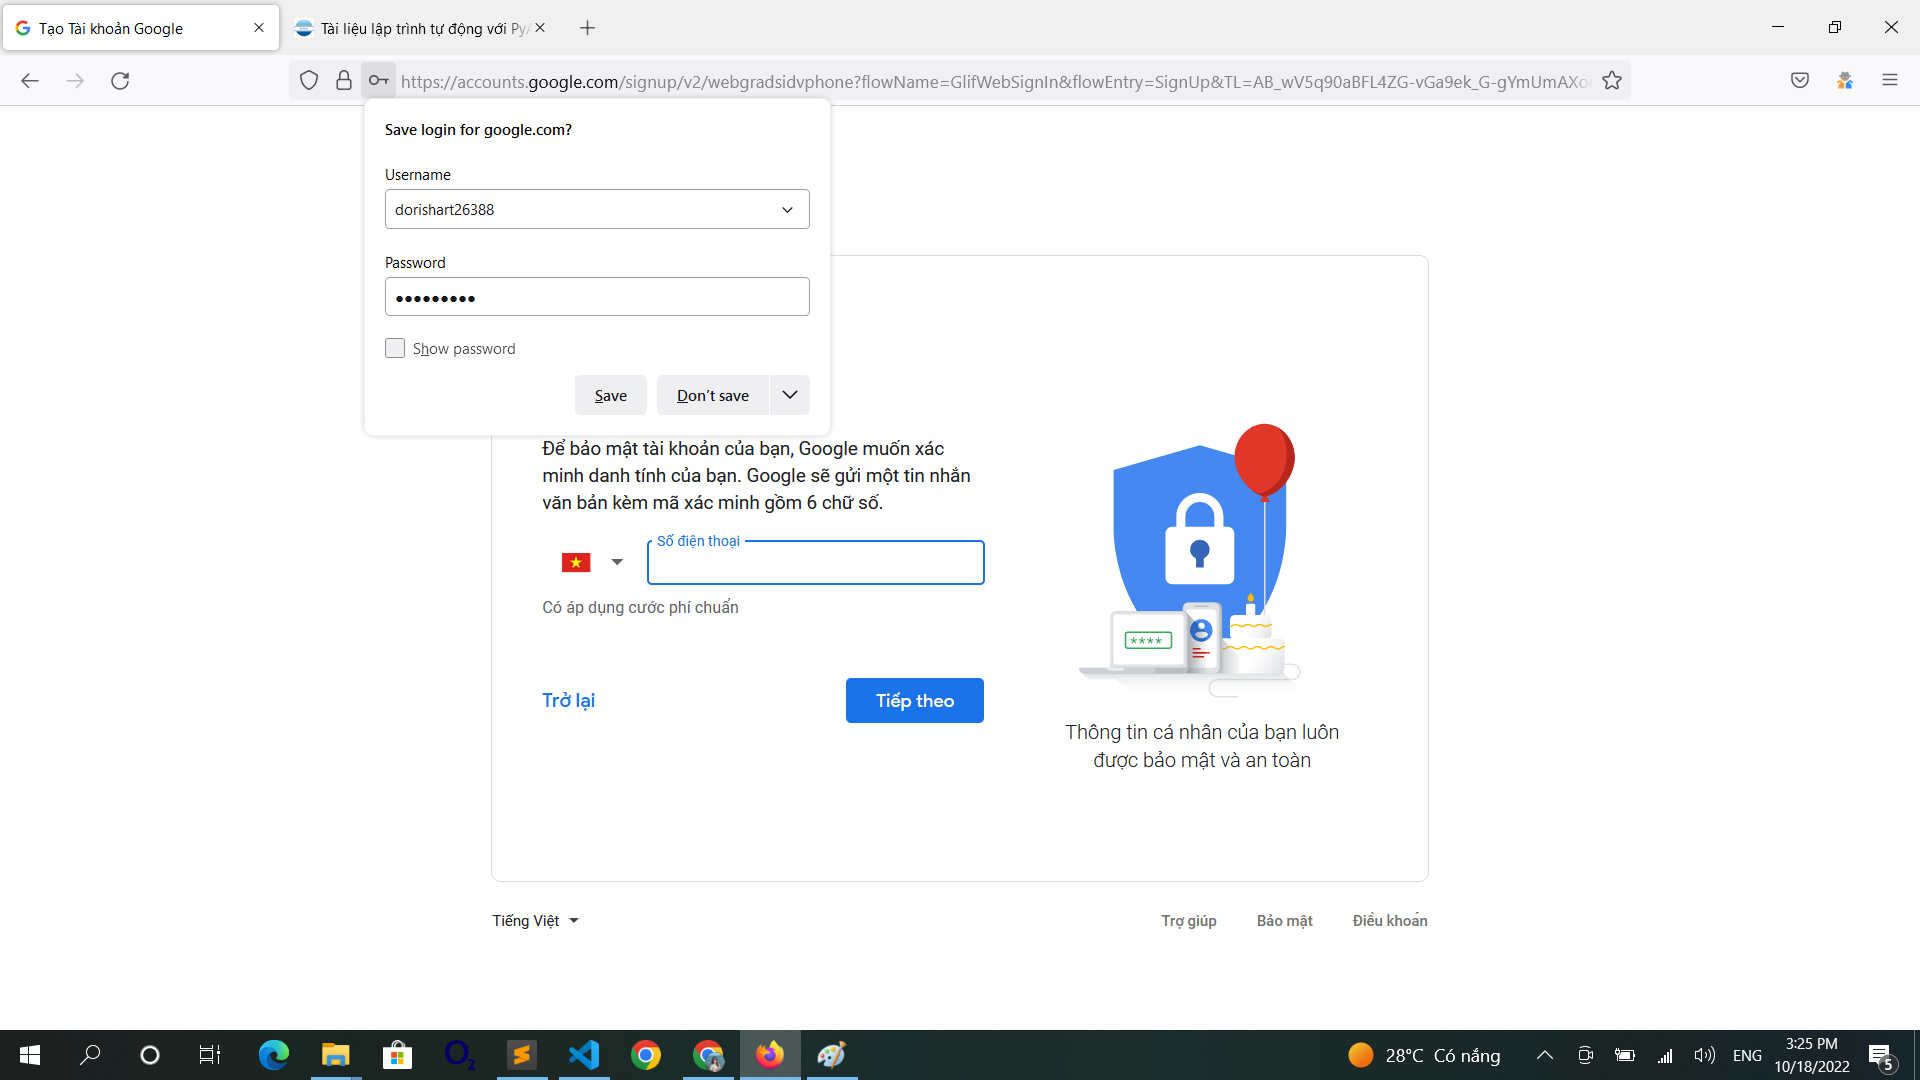 Tạo Tài khoản Google
Tài liệu lập trình tự động với PyA
https://accounts.google.com/signup/v2/webgradsidvphone?flowName=GlifWebSignIn&flowEntry=SignUp&TL=AB_wV5q90aBFL4ZG-vGa9ek_G-gYmUmAXo
Save login for google.com?
Username
dorishart26388
Password
•••••••••
Show password
Save
Don't save
Để bảo mật tài khoản của bạn, Google muốn xác
minh danh tính của bạn. Google sẽ gửi một tin nhắn
văn bản kèm mã xác minh gồm 6 chữ số.
Số điện thoại
Có áp dụng cước phí chuẩn
Trở lại
Tiếp theo
****
Thông tin cá nhân của bạn luôn
được bảo mật và an toàn
Tiếng Việt
Trợ giúp
Bảo mật
Điều khoản
O2
28°C Có nắng
ENG
3:25 PM
10/18/2022
5